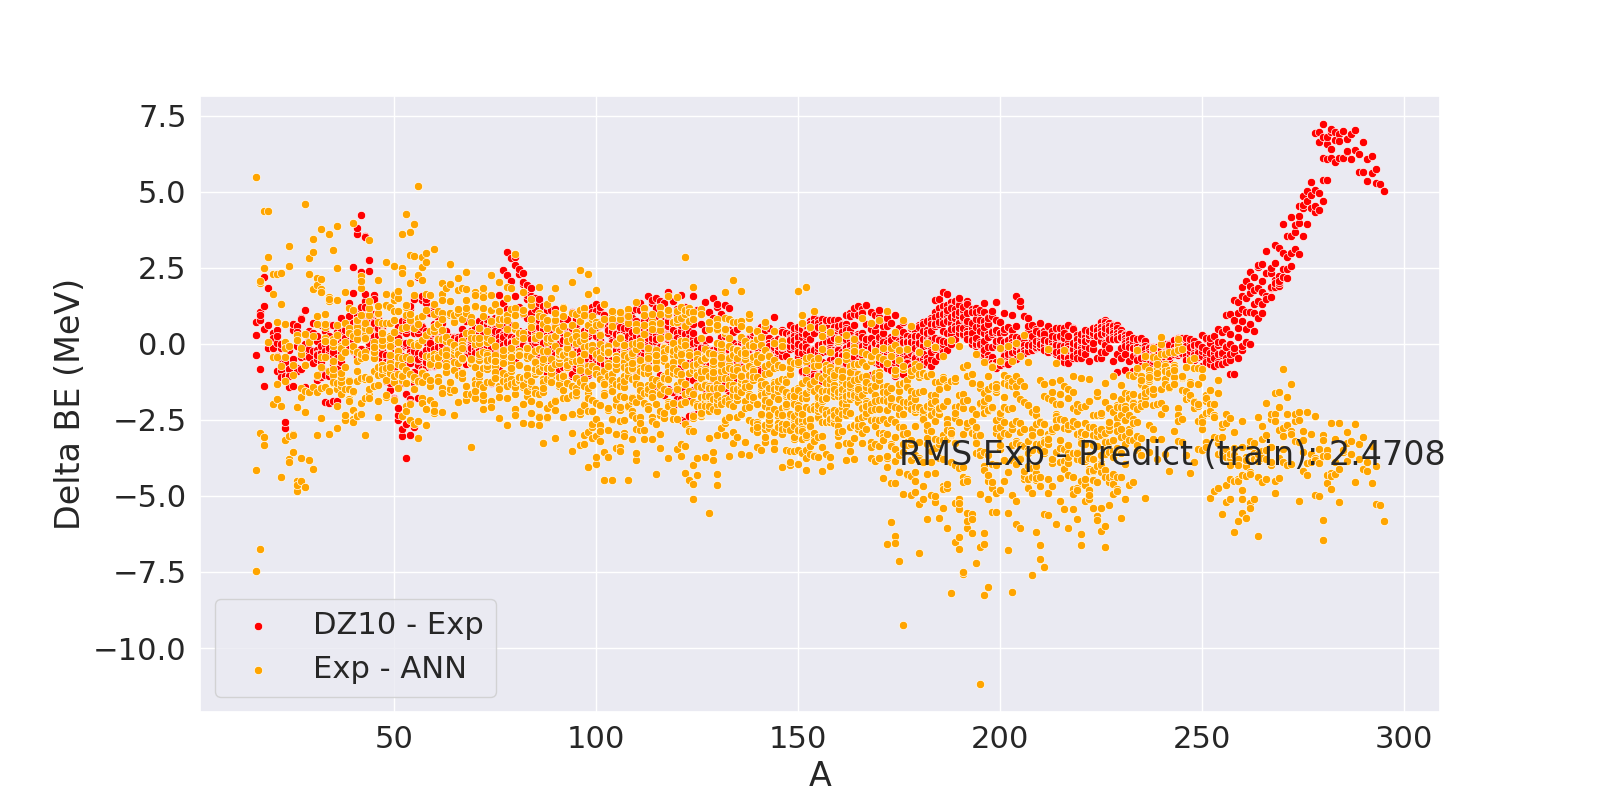 7.5
5.0
2.5
0.0
−2.5
−5.0
−7.5
−10.0
Delta BE (MeV)
RMS Exp - Predict (train): 2.4708
DZ10 - Exp
Exp - ANN
50 100 150 200 250 300
A